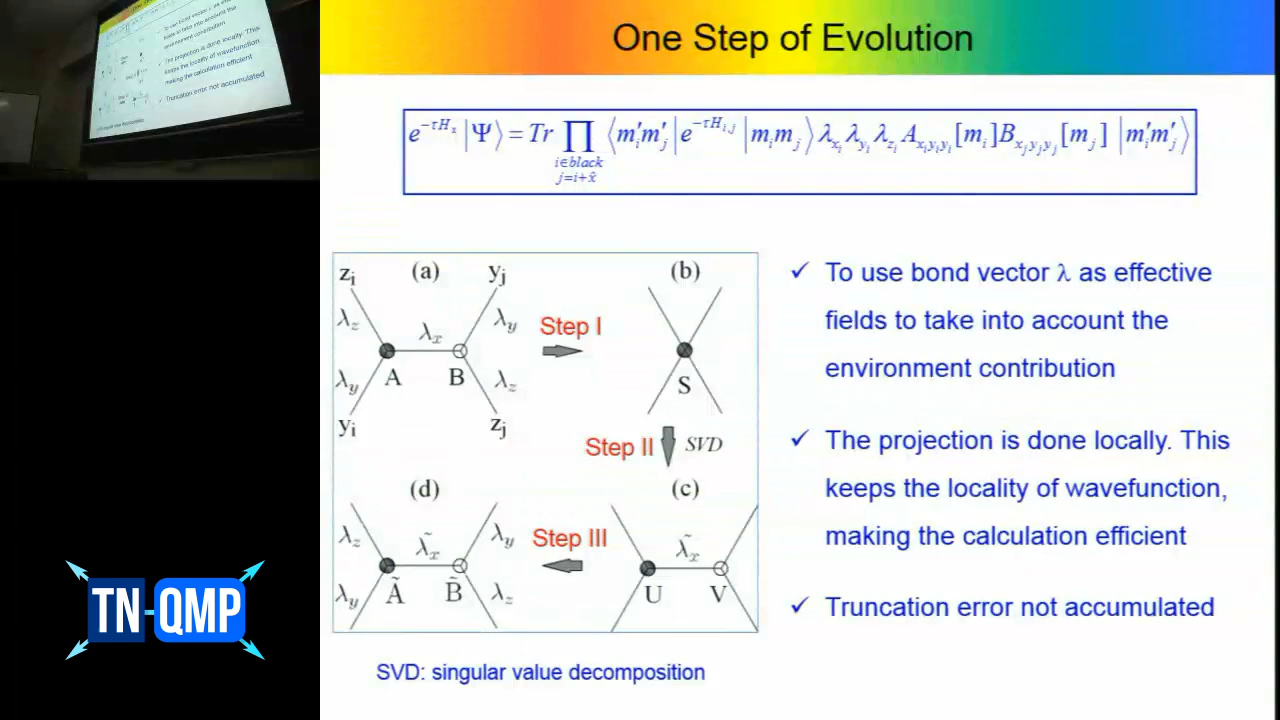 One Step of Evolution
e^{-τH_x} |Ψ⟩ = Tr ∏_{i∈black, j=i+x̂} ⟨m'_i m'_j| e^{-τH_{i,j}} |m_i m_j⟩ λ_{x_i} λ_{y_i} λ_{z_i} A_{x_i y_i y_i}[m_i] B_{x_j y_j y_j}[m_j] |m'_i m'_j⟩
z_i (a) y_j (b)
λ_z λ_x λ_y Step I
λ_y A B λ_z S
y_i z_j
Step II SVD
(d) (c)
λ_z λ̃_x λ_y Step III λ̃_x
λ_y Ã B̃ λ_z U V
SVD: singular value decomposition
✓ To use bond vector λ as effective
fields to take into account the
environment contribution
✓ The projection is done locally. This
keeps the locality of wavefunction,
making the calculation efficient
✓ Truncation error not accumulated
TN-QMP